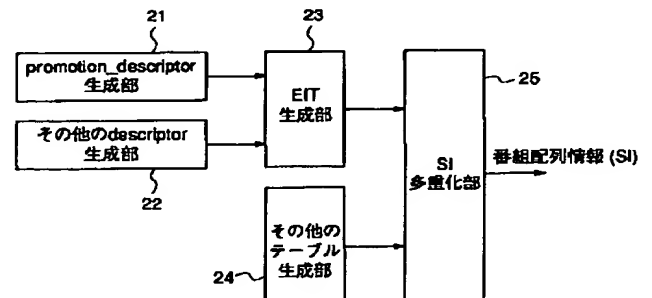 21
promotion_descriptor
生成部
その他のdescriptor
生成部
22
23
EIT
生成部
その他の
テーブル
生成部
24
SI
多重化部
25
番組配列情報 (SI)